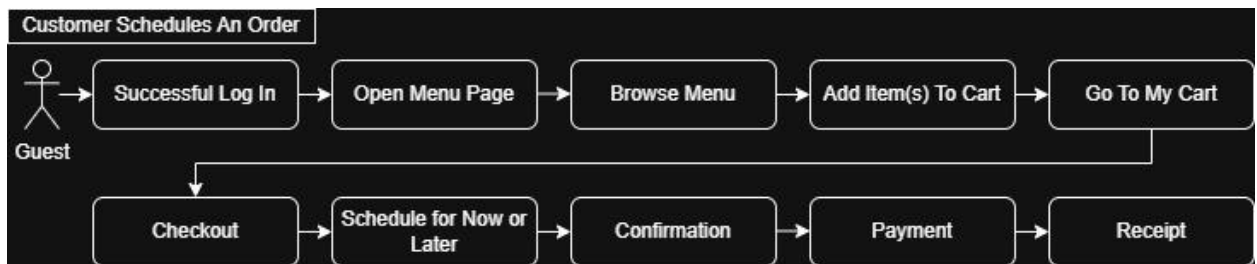 Customer Schedules An Order
Successful Log In
Open Menu Page
Browse Menu
Add Item(s) To Cart
Go To My Cart
Guest
Checkout
Schedule for Now or
Later
Confirmation
Payment
Receipt